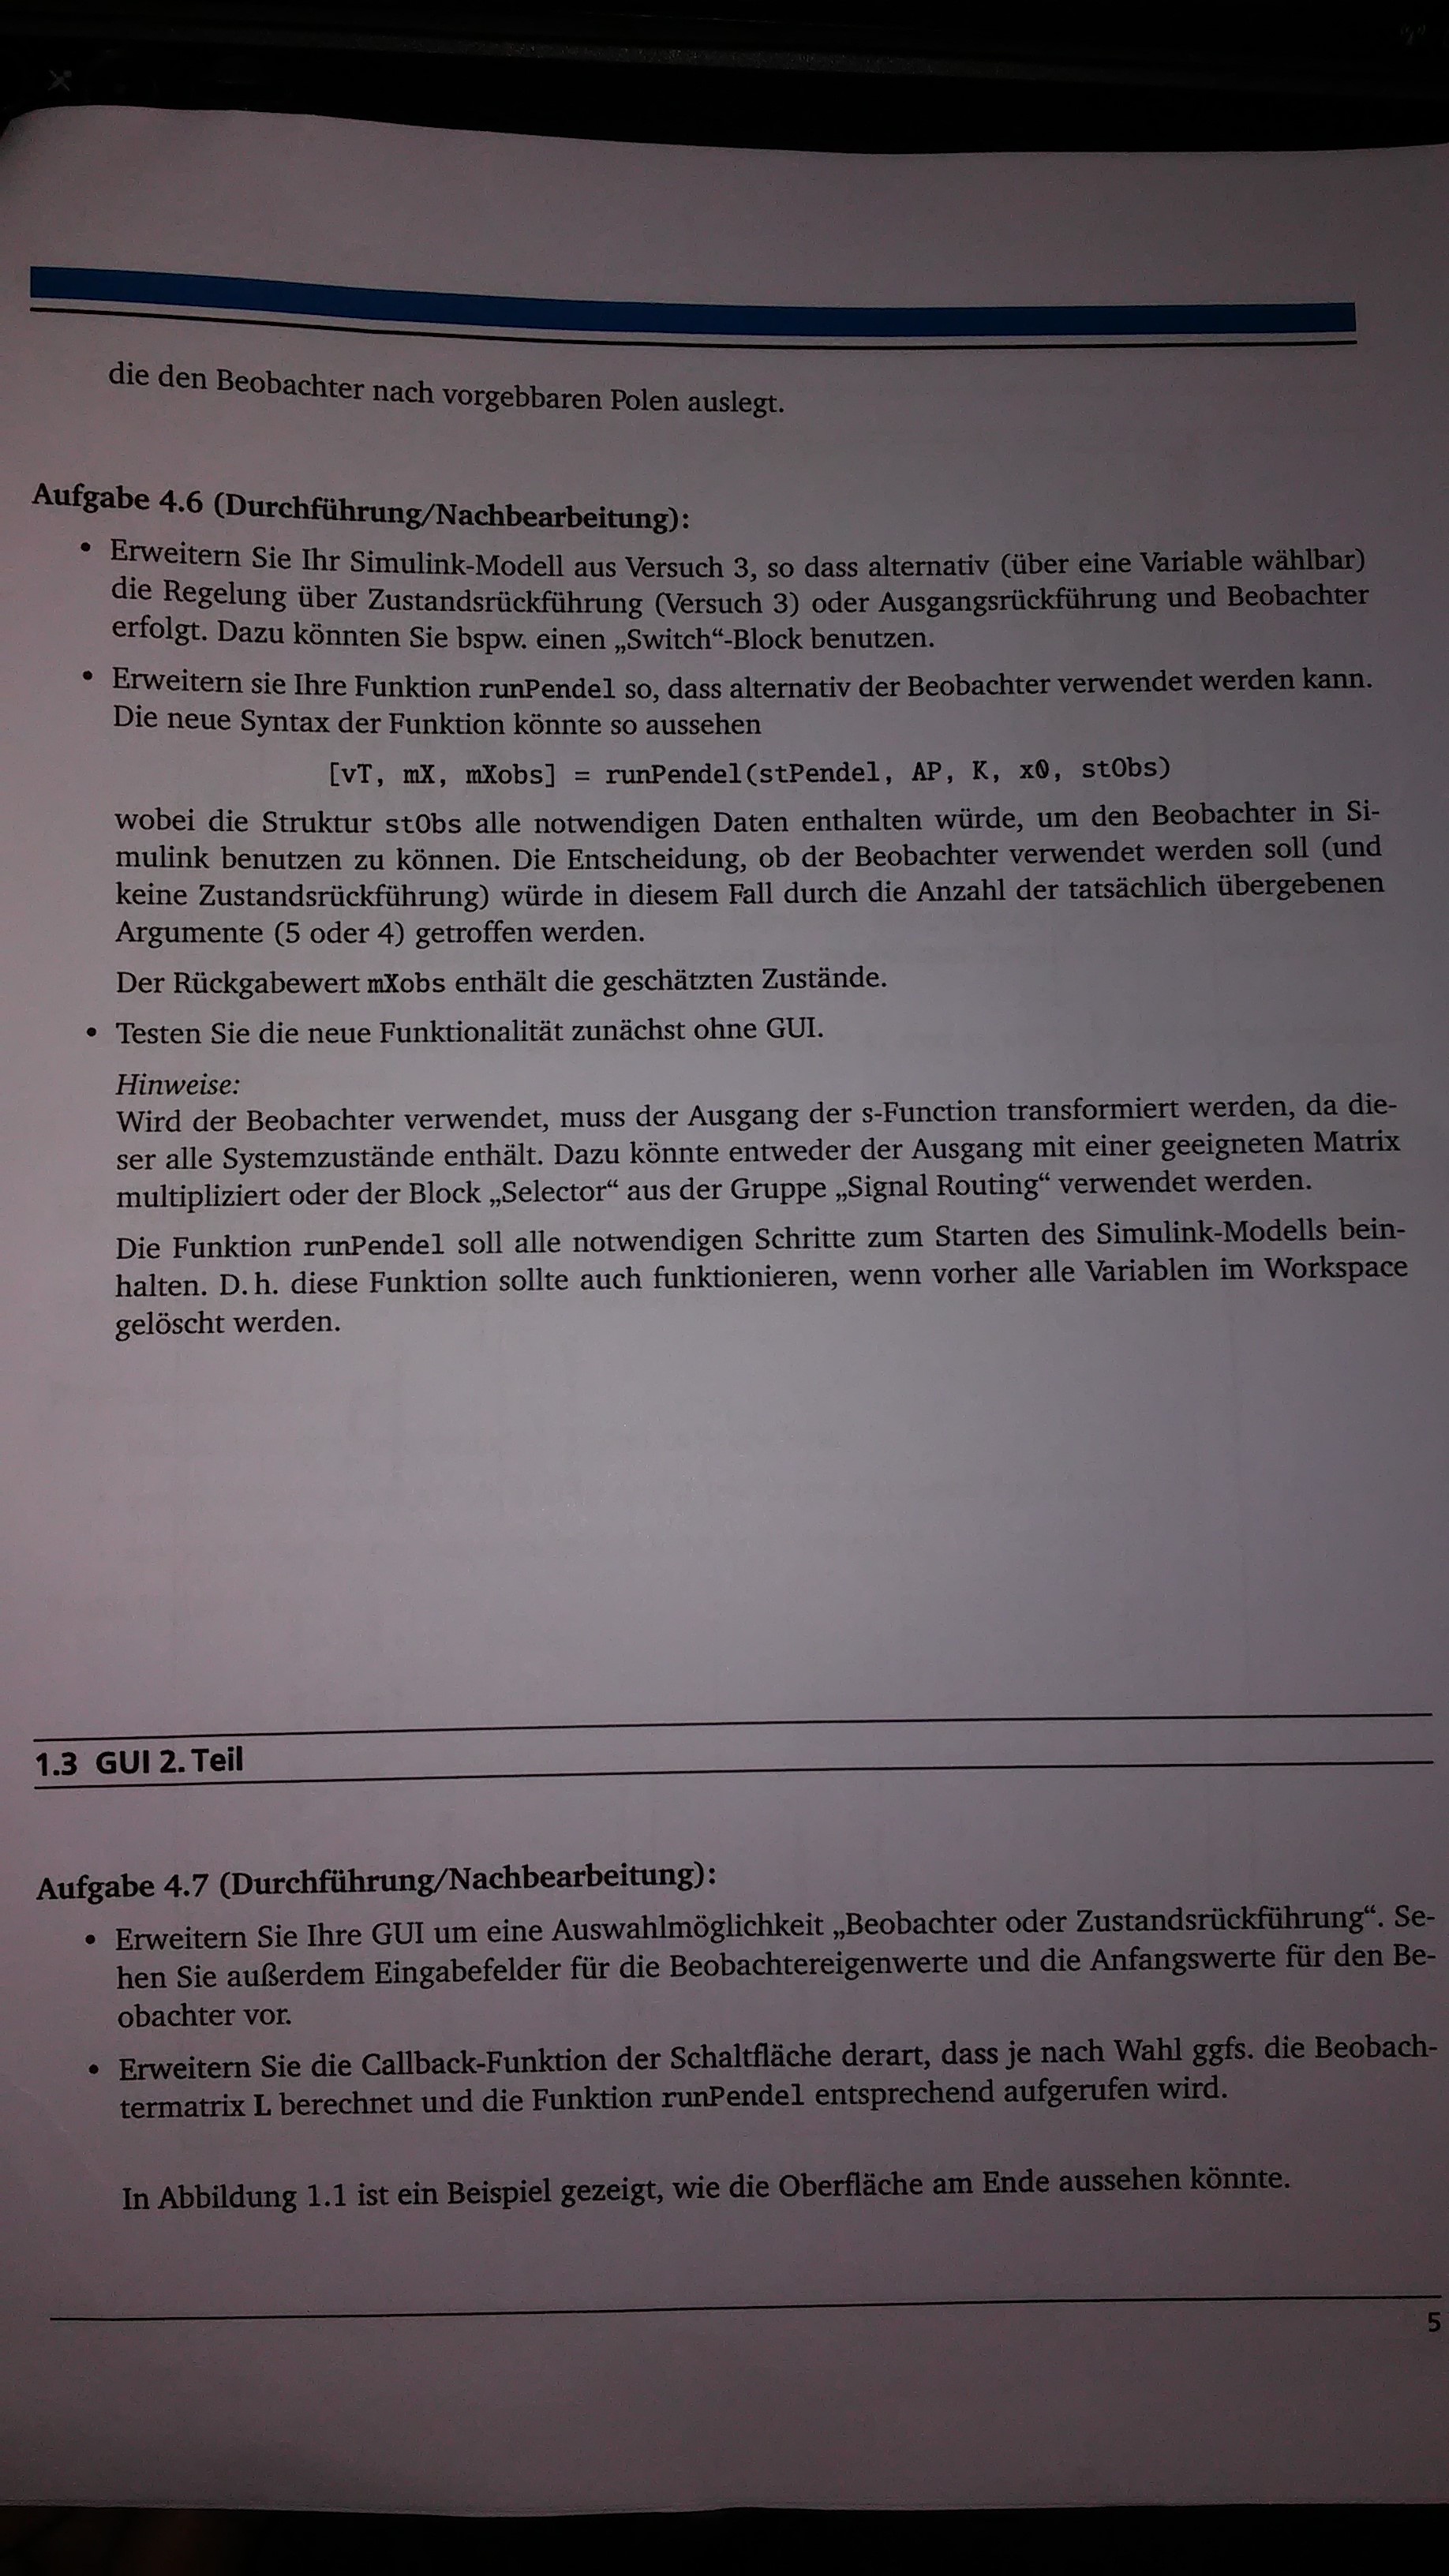 die den Beobachter nach vorgebbaren Polen auslegt.
Aufgabe 4.6 (Durchführung/Nachbearbeitung):
• Erweitern Sie Ihr Simulink-Modell aus Versuch 3, so dass alternativ (über eine Variable wählbar)
die Regelung über Zustandsrückführung (Versuch 3) oder Ausgangsrückführung und Beobachter
erfolgt. Dazu könnten Sie bspw. einen „Switch“-Block benutzen.
• Erweitern sie Ihre Funktion runPendel so, dass alternativ der Beobachter verwendet werden kann.
Die neue Syntax der Funktion könnte so aussehen
[vT, mX, mXobs] = runPendel(stPendel, AP, K, x0, stObs)
wobei die Struktur stObs alle notwendigen Daten enthalten würde, um den Beobachter in Si-
mulink benutzen zu können. Die Entscheidung, ob der Beobachter verwendet werden soll (und
keine Zustandsrückführung) würde in diesem Fall durch die Anzahl der tatsächlich übergebenen
Argumente (5 oder 4) getroffen werden.
Der Rückgabewert mXobs enthält die geschätzten Zustände.
• Testen Sie die neue Funktionalität zunächst ohne GUI.
Hinweise:
Wird der Beobachter verwendet, muss der Ausgang der s-Function transformiert werden, da die-
ser alle Systemzustände enthält. Dazu könnte entweder der Ausgang mit einer geeigneten Matrix
multipliziert oder der Block „Selector“ aus der Gruppe „Signal Routing“ verwendet werden.
Die Funktion runPendel soll alle notwendigen Schritte zum Starten des Simulink-Modells bein-
halten. D. h. diese Funktion sollte auch funktionieren, wenn vorher alle Variablen im Workspace
gelöscht werden.
1.3 GUI 2. Teil
Aufgabe 4.7 (Durchführung/Nachbearbeitung):
• Erweitern Sie Ihre GUI um eine Auswahlmöglichkeit „Beobachter oder Zustandsrückführung“. Se-
hen Sie außerdem Eingabefelder für die Beobachtereigenwerte und die Anfangswerte für den Be-
obachter vor.
• Erweitern Sie die Callback-Funktion der Schaltfläche derart, dass je nach Wahl ggfs. die Beobach-
termatrix L berechnet und die Funktion runPendel entsprechend aufgerufen wird.
In Abbildung 1.1 ist ein Beispiel gezeigt, wie die Oberfläche am Ende aussehen könnte.
5